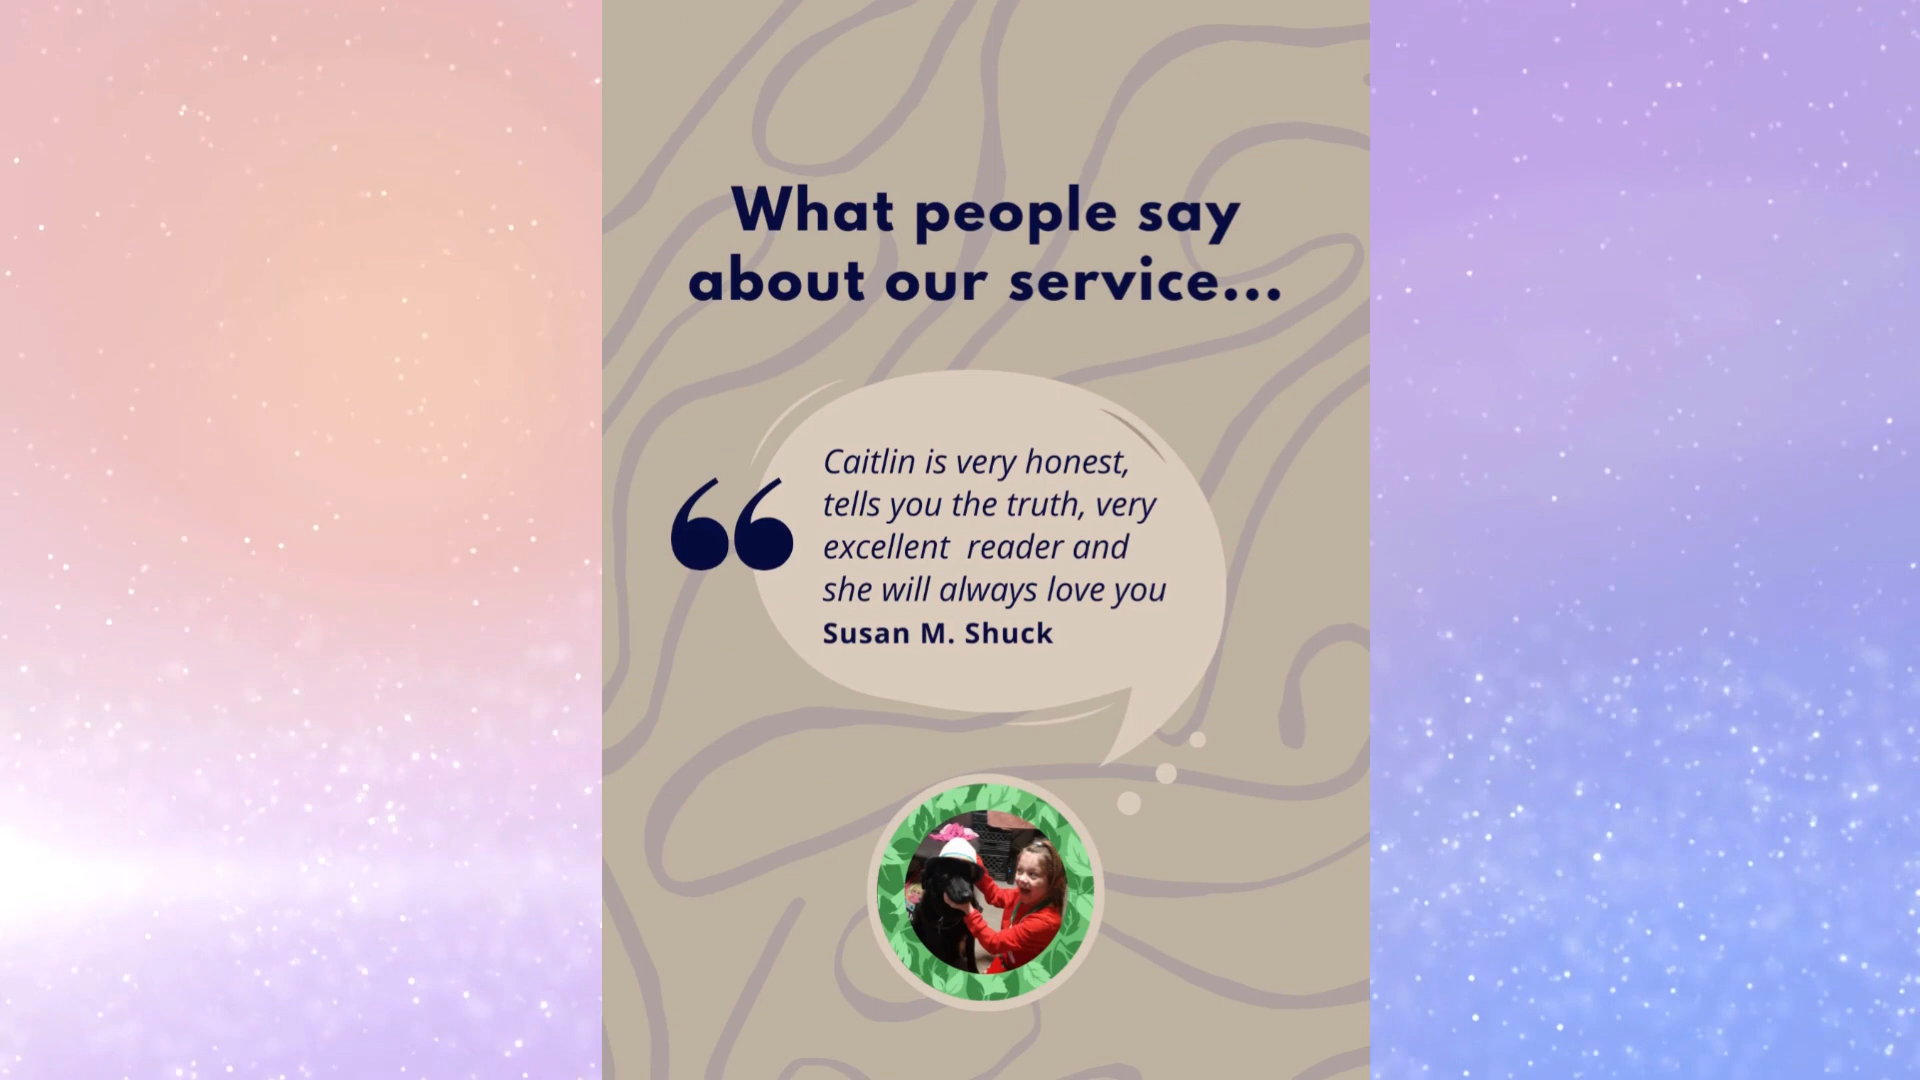 What people say
about our service...
Caitlin is very honest,
tells you the truth, very
excellent  reader and
she will always love you
Susan M. Shuck